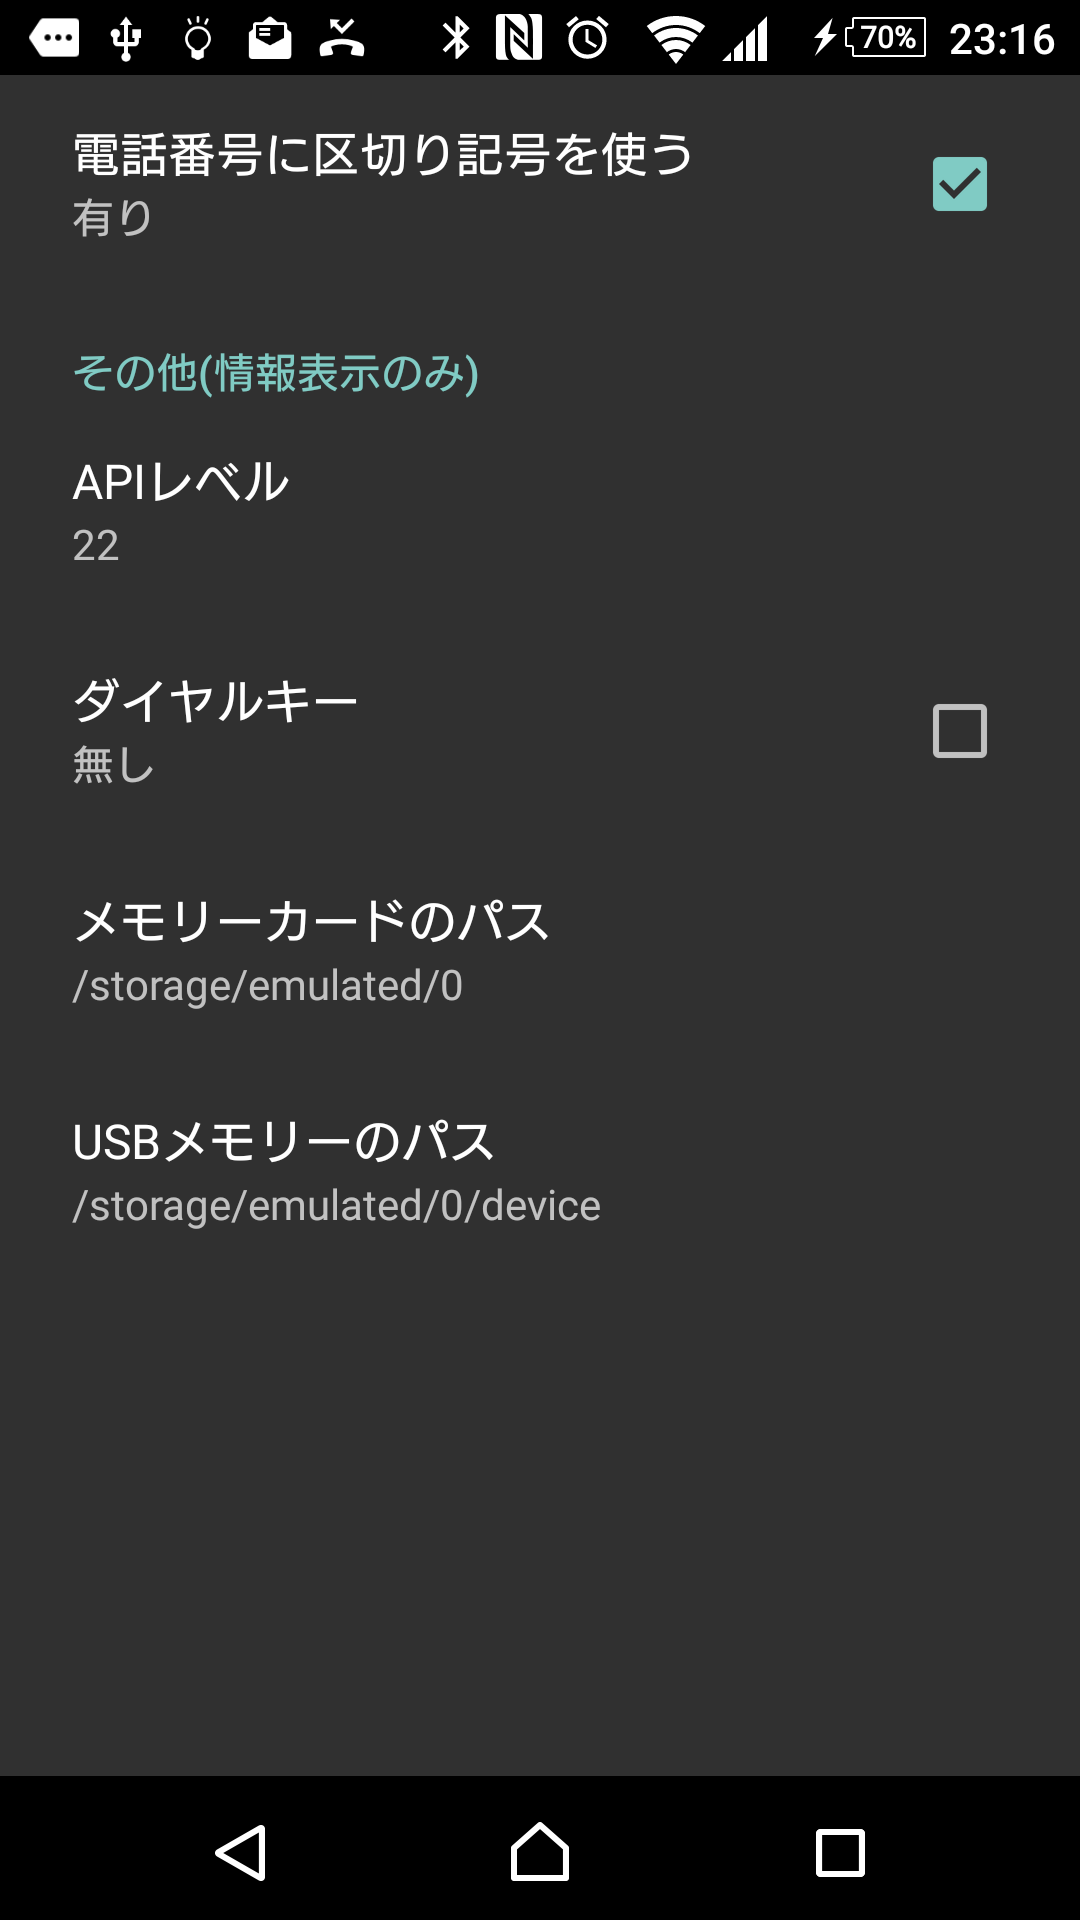 70% 23:16
電話番号に区切り記号を使う
有り
その他(情報表示のみ)
APIレベル
22
ダイヤルキー
無し
メモリーカードのパス
/storage/emulated/0
USBメモリーのパス
/storage/emulated/0/device